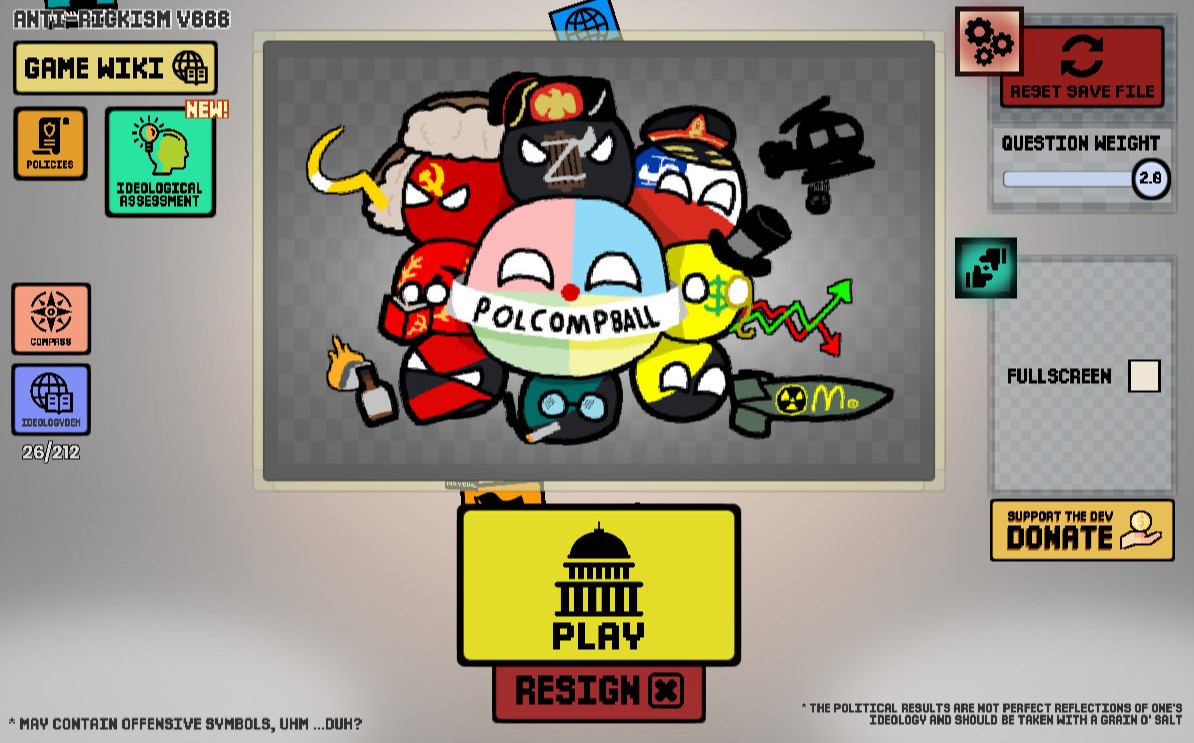 ANTI-RICKISM V666
GAME WIKI
POLICIES
NEW!
IDEOLOGICAL
ASSESSMENT
COMPASS
IDEOLOGYDEX
26/212
Z
$
POLCOMPBALL
M
RESET SAVE FILE
QUESTION WEIGHT
2.0
FULLSCREEN
SUPPORT THE DEV
DONATE
PLAY
RESIGN
* MAY CONTAIN OFFENSIVE SYMBOLS, UHM ...DUH?
* THE POLITICAL RESULTS ARE NOT PERFECT REFLECTIONS OF ONE'S
IDEOLOGY AND SHOULD BE TAKEN WITH A GRAIN O' SALT